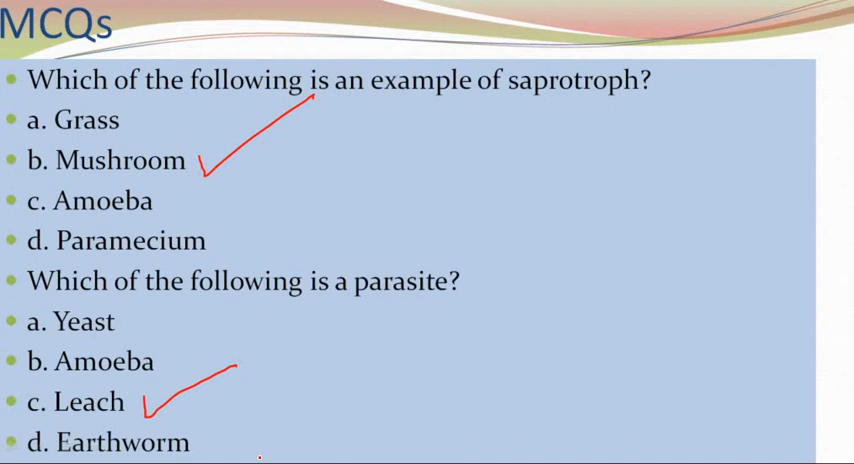 MCQs
• Which of the following is an example of saprotroph?
• a. Grass
• b. Mushroom
• c. Amoeba
• d. Paramecium
• Which of the following is a parasite?
• a. Yeast
• b. Amoeba
• c. Leach
• d. Earthworm